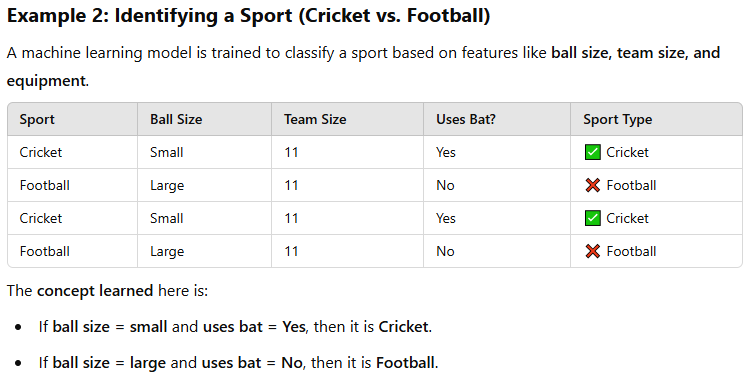 Example 2: Identifying a Sport (Cricket vs. Football)
A machine learning model is trained to classify a sport based on features like ball size, team size, and
equipment.
Sport Ball Size Team Size Uses Bat? Sport Type
Cricket Small 11 Yes ✅ Cricket
Football Large 11 No ❌ Football
Cricket Small 11 Yes ✅ Cricket
Football Large 11 No ❌ Football
The concept learned here is:
• If ball size = small and uses bat = Yes, then it is Cricket.
• If ball size = large and uses bat = No, then it is Football.